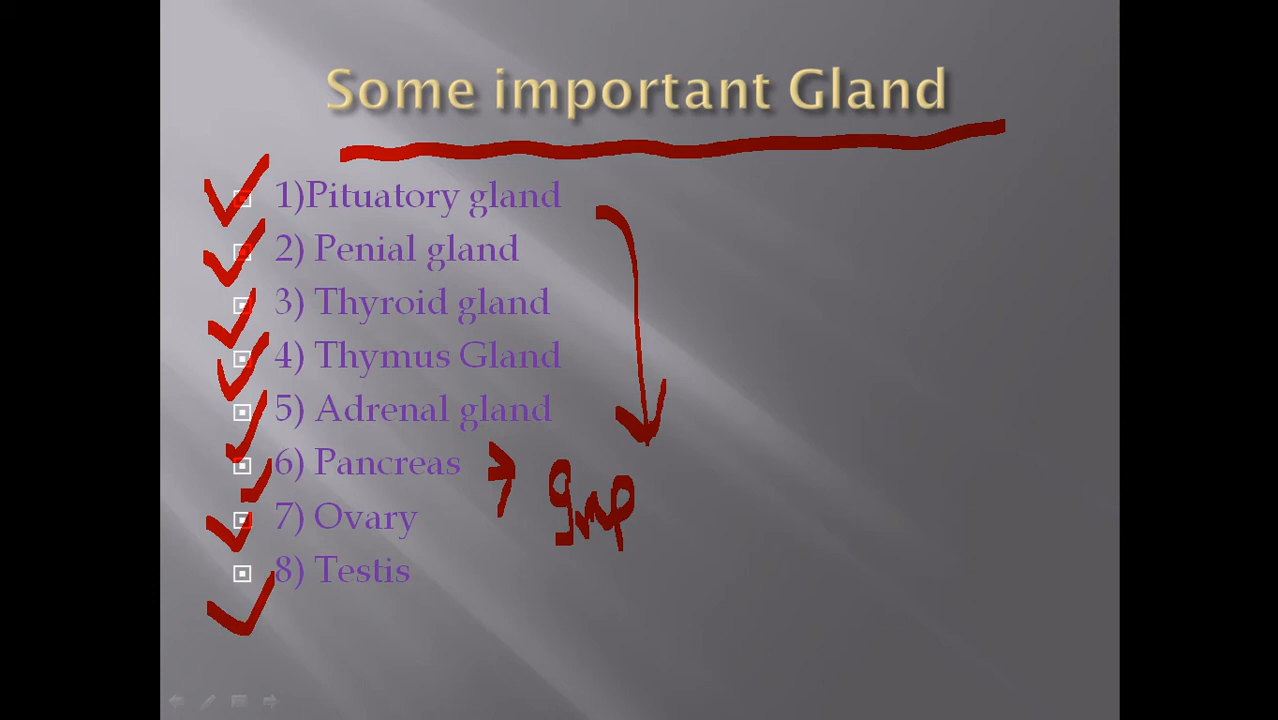 Some important Gland
1)Pituatory gland
2) Penial gland
3) Thyroid gland
4) Thymus Gland
5) Adrenal gland
6) Pancreas
Imp
7) Ovary
8) Testis